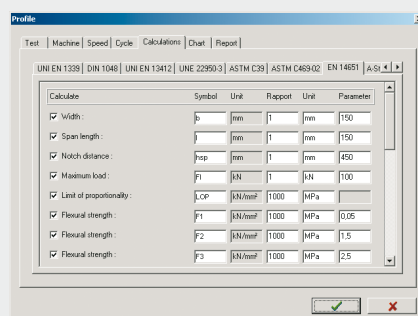 Profile
Test Machine Speed Cycle Calculations Chart Report
UNI EN 1339 DIN 1048 UNI EN 13412 UNE 22950-3 ASTM C39 ASTM C469-02 EN 14651 A-St
Calculate Symbol Unit Rapport Unit Parameter
Width : b mm 1 mm 150
Span length : l mm 1 mm 150
Notch distance : hsp mm 1 mm 450
Maximum load : Fl kN 1 kN 100
Limit of proportionality : LOP kN/mm² 1000 MPa
Flexural strength : F1 kN/mm² 1000 MPa 0,05
Flexural strength : F2 kN/mm² 1000 MPa 1,5
Flexural strength : F3 kN/mm² 1000 MPa 2,5